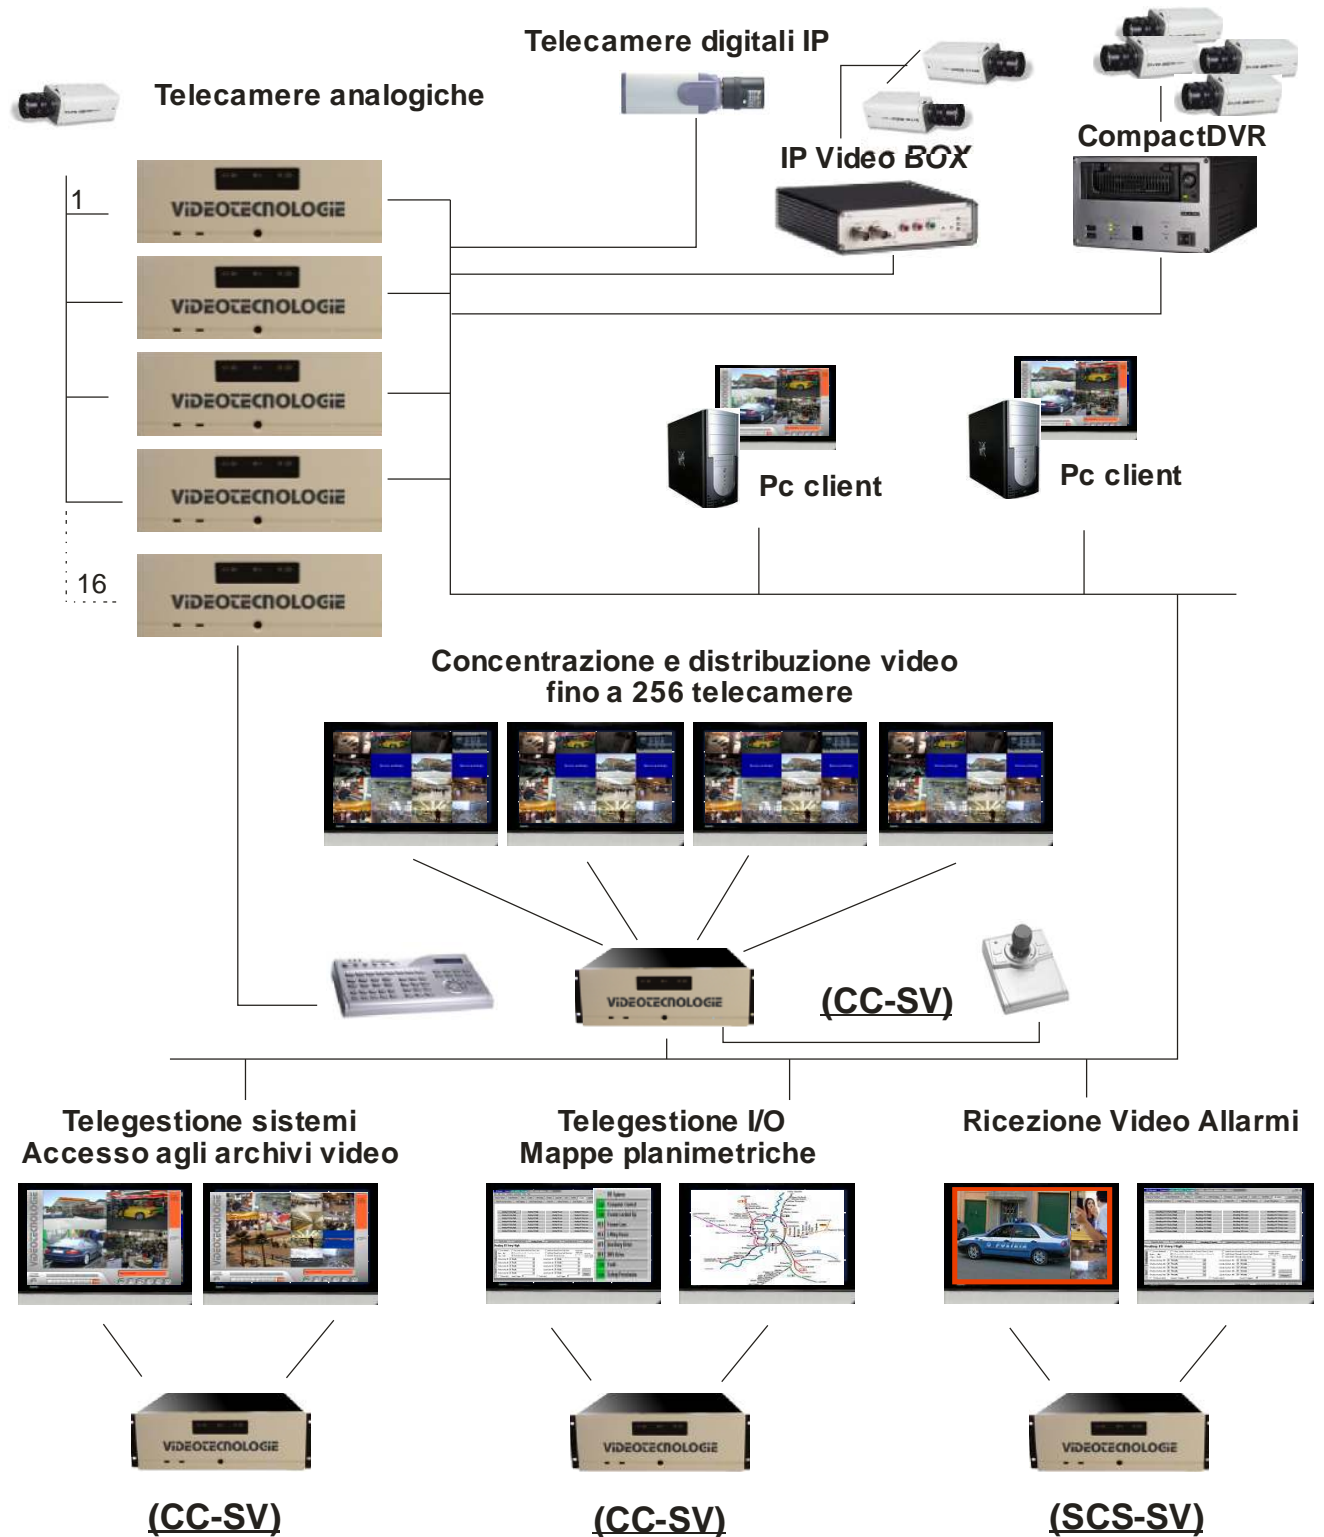 Telecamere digitali IP
Telecamere analogiche
CompactDVR
IP Video BOX
1
ViDEOTECNOLOGIE
ViDEOTECNOLOGIE
ViDEOTECNOLOGIE
ViDEOTECNOLOGIE
Pc client
Pc client
16
ViDEOTECNOLOGIE
Concentrazione e distribuzione video
fino a 256 telecamere
ViDEOTECNOLOGIE
(CC-SV)
Telegestione sistemi
Accesso agli archivi video
Telegestione I/O
Mappe planimetriche
Ricezione Video Allarmi
POLIZIA
ViDEOTECNOLOGIE
ViDEOTECNOLOGIE
ViDEOTECNOLOGIE
(CC-SV)
(CC-SV)
(SCS-SV)